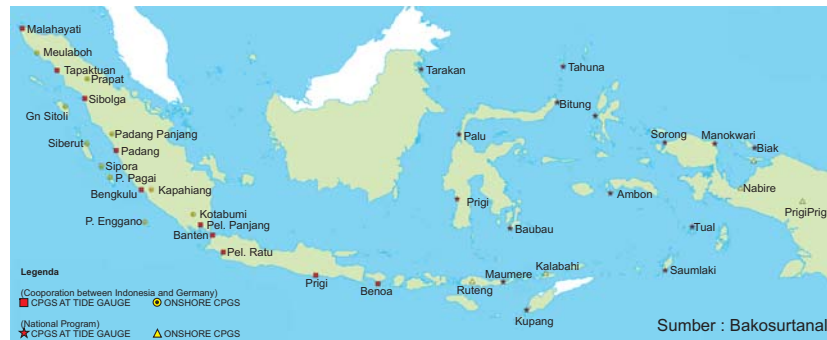 Malahayati
Meulaboh
Tapaktuan
Prapat
Sibolga
Gn Sitoli
Padang Panjang
Siberut
Padang
Sipora
P. Pagai
Bengkulu
Kapahiang
Kotabumi
P. Enggano
Pel. Panjang
Banten
Pel. Ratu
Prigi
Benoa
Tarakan
Tahuna
Bitung
Palu
Prigi
Baubau
Sorong
Manokwari
Biak
Nabire
Ambon
PrigiPrigi
Tual
Saumlaki
Kalabahi
Maumere
Ruteng
Kupang
Legenda
(Cooporation between Indonesia and Germany)
CPGS AT TIDE GAUGE ONSHORE CPGS
(National Program)
CPGS AT TIDE GAUGE ONSHORE CPGS
Sumber : Bakosurtanal